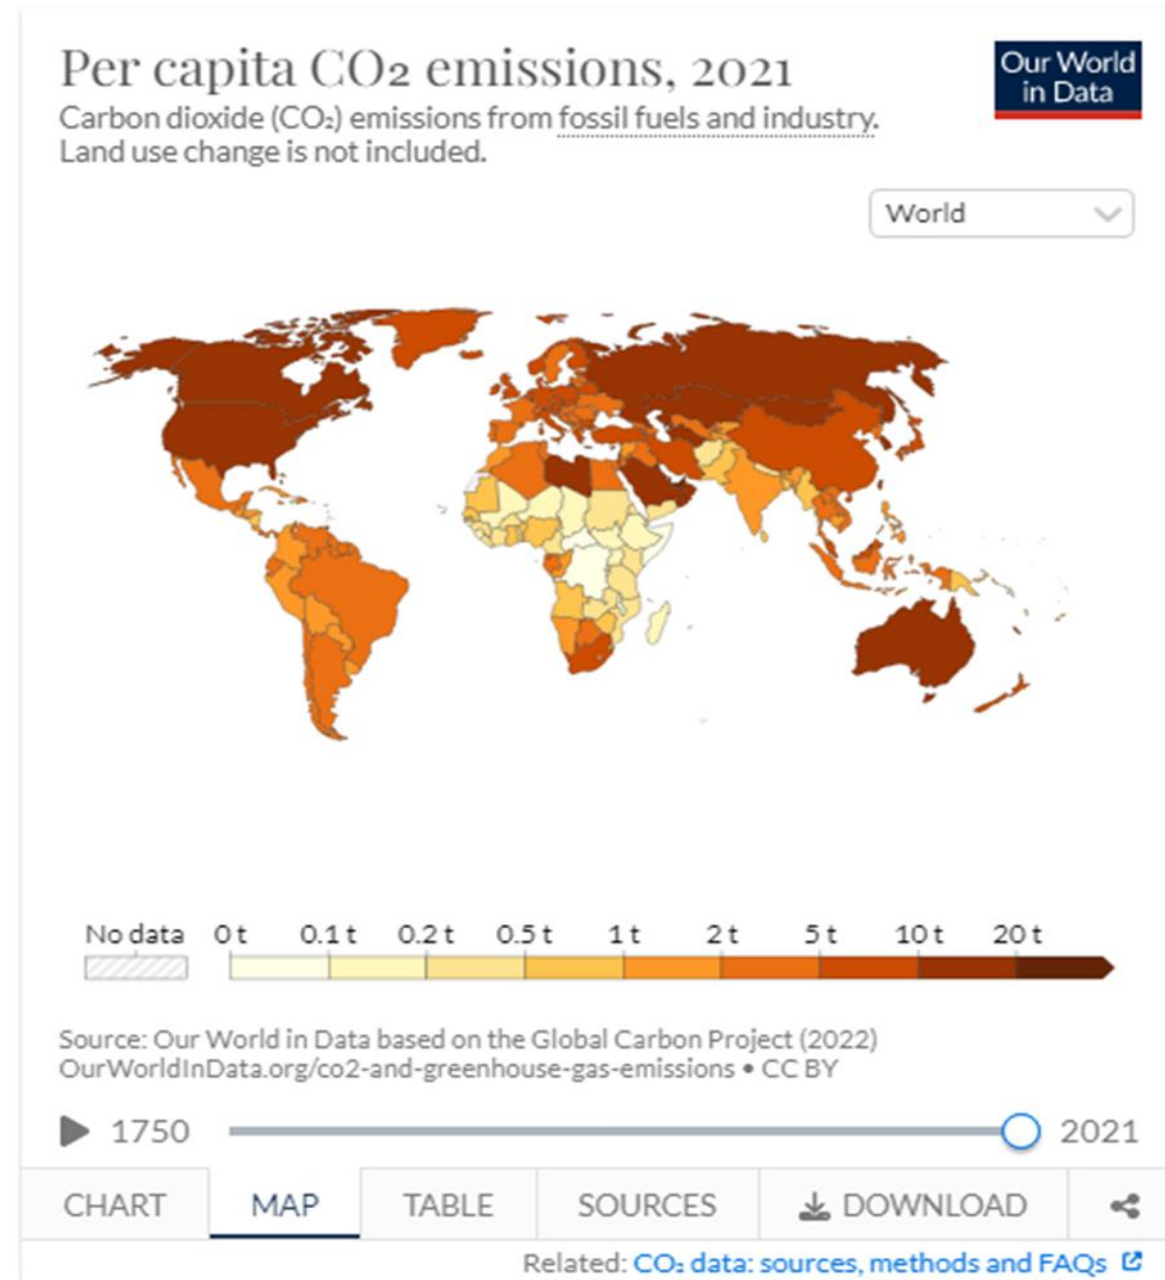 Per capita CO₂ emissions, 2021
Our World
in Data
Carbon dioxide (CO₂) emissions from fossil fuels and industry.
Land use change is not included.
World
No data 0 t 0.1 t 0.2 t 0.5 t 1 t 2 t 5 t 10 t 20 t
Source: Our World in Data based on the Global Carbon Project (2022)
OurWorldInData.org/co2-and-greenhouse-gas-emissions • CC BY
1750 2021
CHART MAP TABLE SOURCES DOWNLOAD
Related: CO₂ data: sources, methods and FAQs